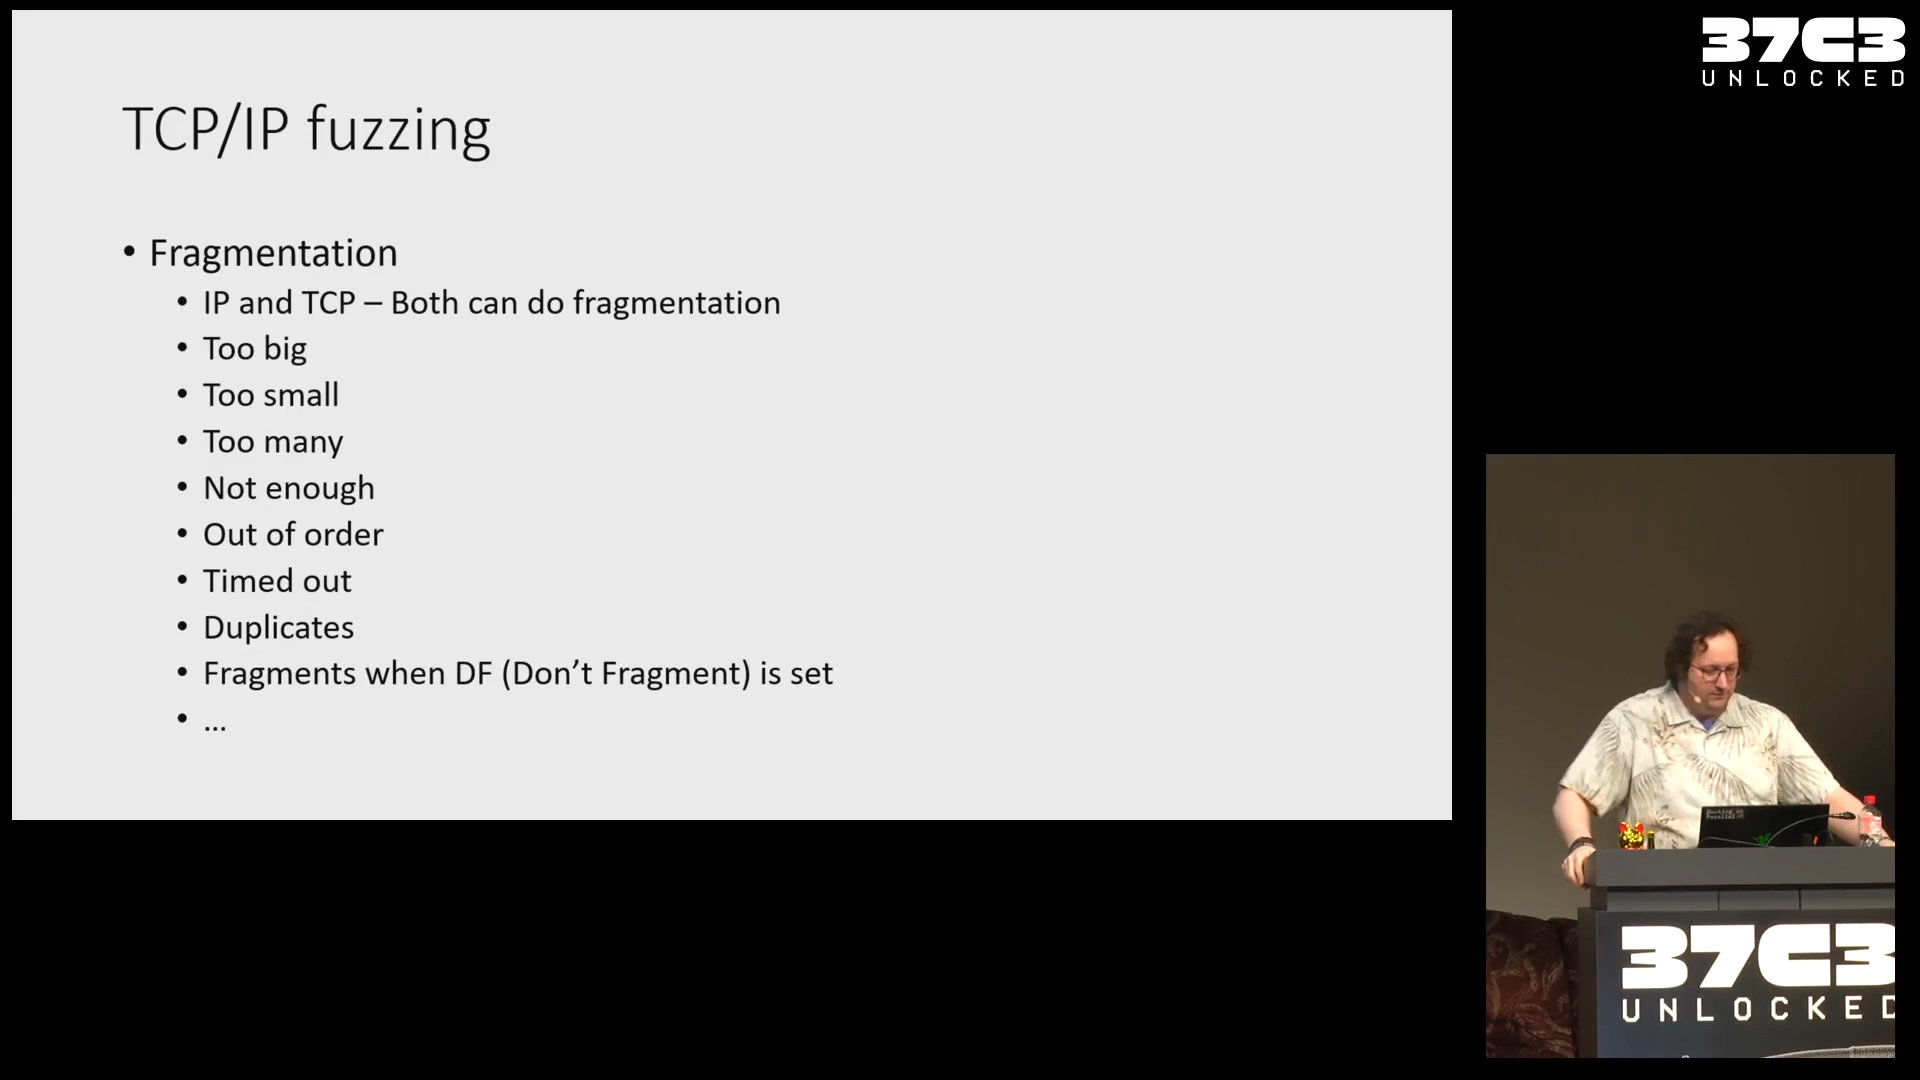 TCP/IP fuzzing
• Fragmentation
• IP and TCP – Both can do fragmentation
• Too big
• Too small
• Too many
• Not enough
• Out of order
• Timed out
• Duplicates
• Fragments when DF (Don’t Fragment) is set
• ...
37C3
UNLOCKED
37C3
UNLOCKED